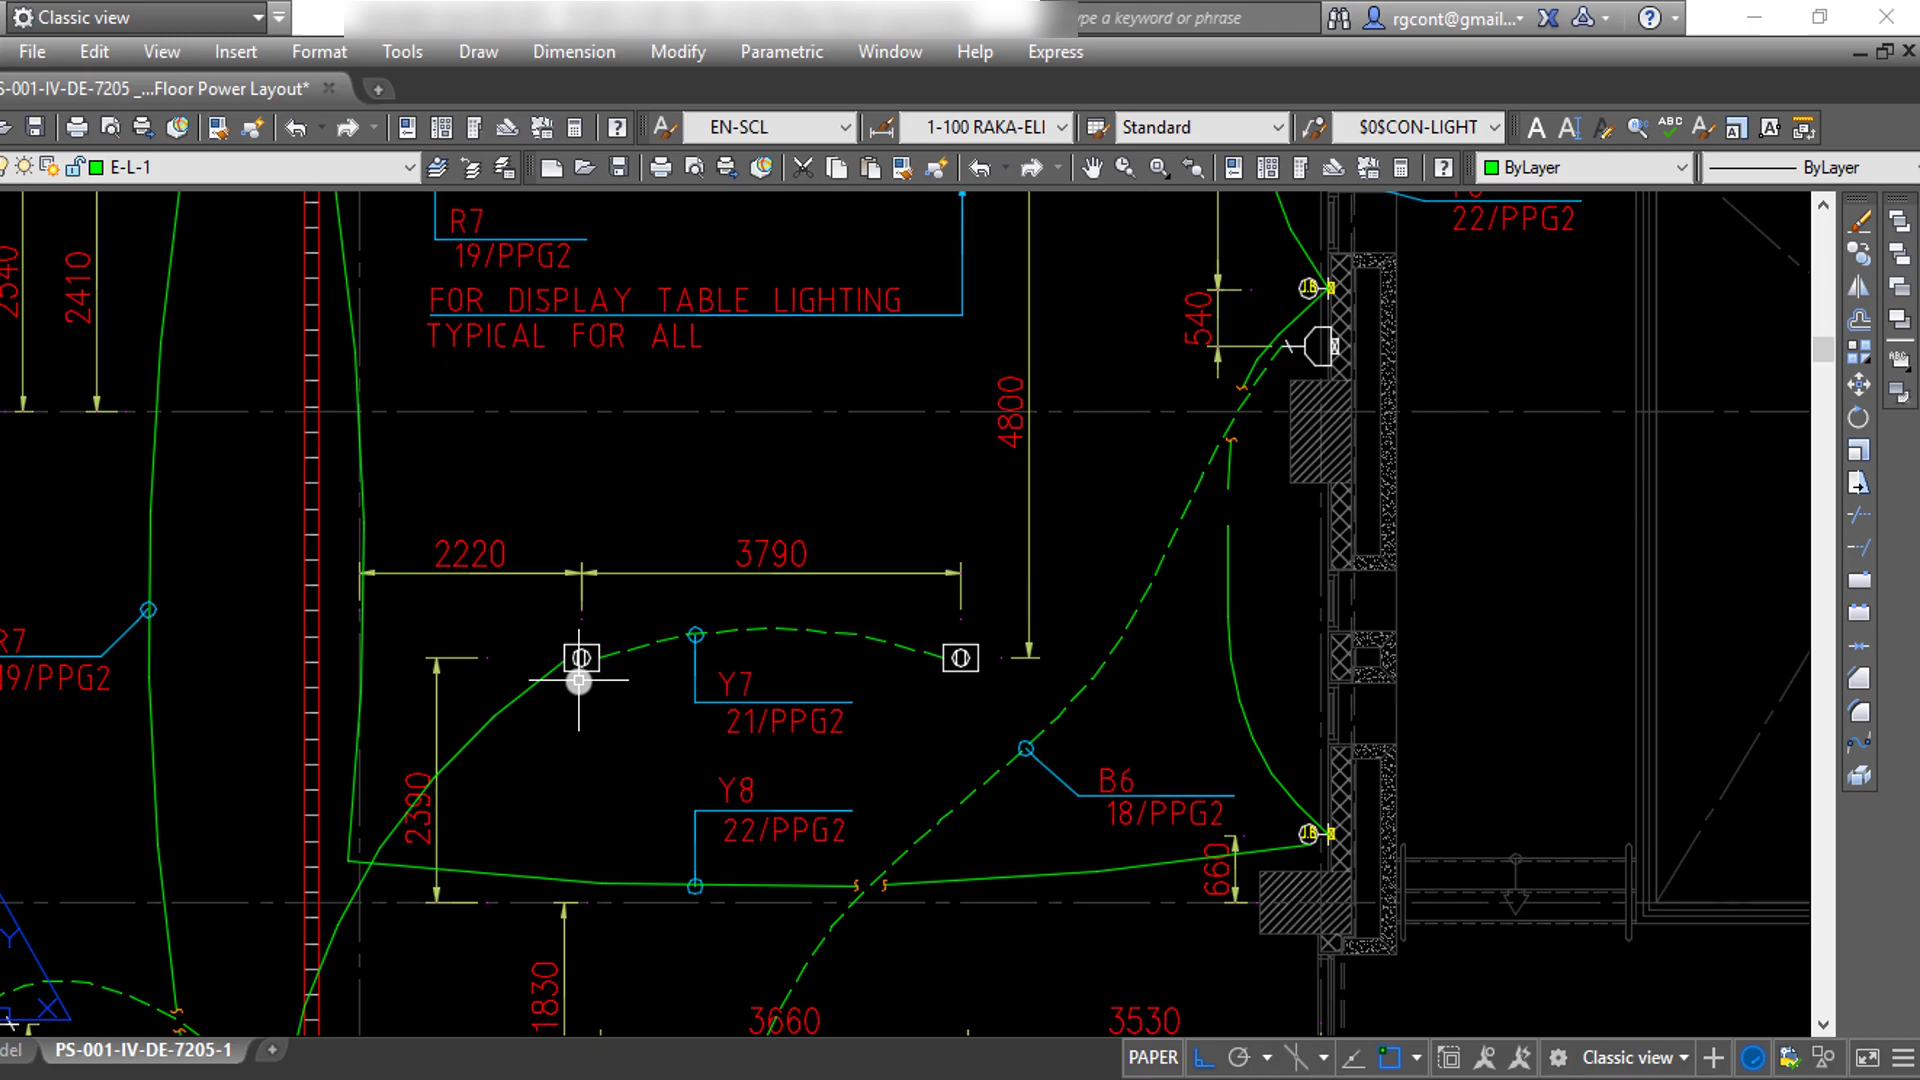 Classic view
ype a keyword or phrase
rgcont@gmail...
File Edit View Insert Format Tools Draw Dimension Modify Parametric Window Help Express
S-001-IV-DE-7205 _...Floor Power Layout*
EN-SCL
1-100 RAKA-ELI
Standard
$0$CON-LIGHT
ABC
E-L-1
ByLayer
ByLayer
22/PPG2
R7
19/PPG2
2540
2410
FOR DISPLAY TABLE LIGHTING
TYPICAL FOR ALL
J.B
540
4800
2220
3790
R7
19/PPG2
Y7
21/PPG2
Y8
22/PPG2
2390
B6
18/PPG2
J.B
660
Y
X
1830
3660
3530
del
PS-001-IV-DE-7205-1
PAPER
Classic view